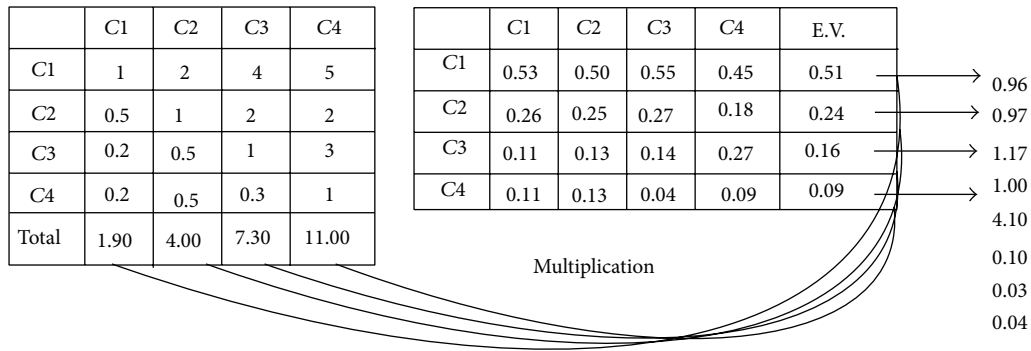 C1 C2 C3 C4
C1 1 2 4 5
C2 0.5 1 2 2
C3 0.2 0.5 1 3
C4 0.2 0.5 0.3 1
Total 1.90 4.00 7.30 11.00
C1 C2 C3 C4 E.V.
C1 0.53 0.50 0.55 0.45 0.51
C2 0.26 0.25 0.27 0.18 0.24
C3 0.11 0.13 0.14 0.27 0.16
C4 0.11 0.13 0.04 0.09 0.09
Multiplication
0.96
0.97
1.17
1.00
4.10
0.10
0.03
0.04